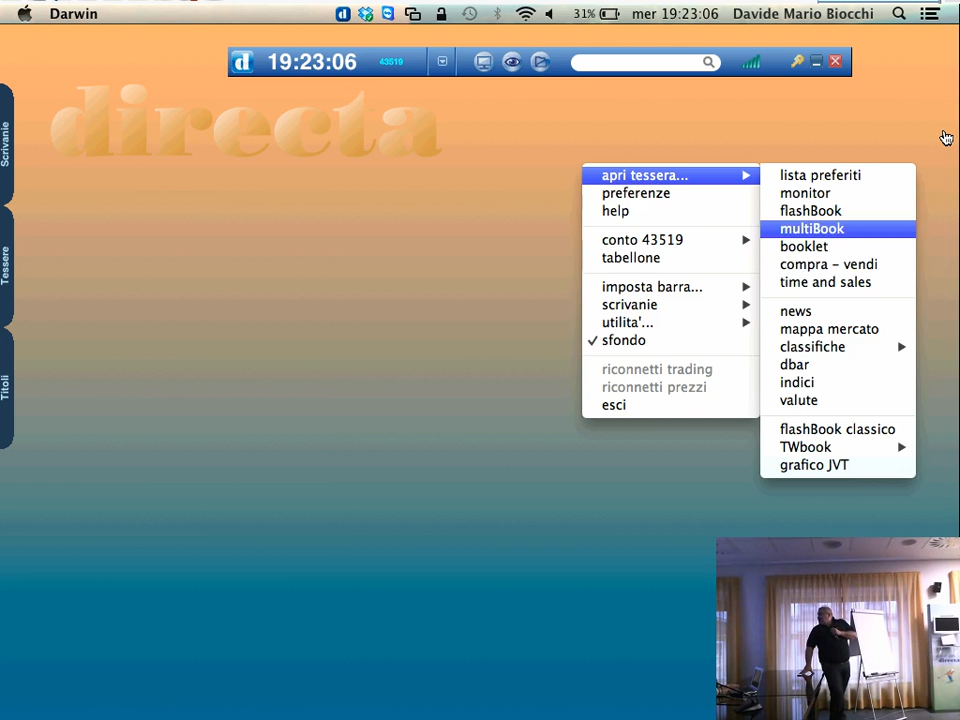 Darwin
31%
mer 19:23:06
Davide Mario Biocchi
d
19:23:06
43519
directa
Scrivanie
Tessere
Titoli
apri tessera...
preferenze
help
conto 43519
tabellone
imposta barra...
scrivanie
utilita'...
✓ sfondo
riconnetti trading
riconnetti prezzi
esci
lista preferiti
monitor
flashBook
multiBook
booklet
compra - vendi
time and sales
news
mappa mercato
classifiche
dbar
indici
valute
flashBook classico
TWbook
grafico JVT
directa